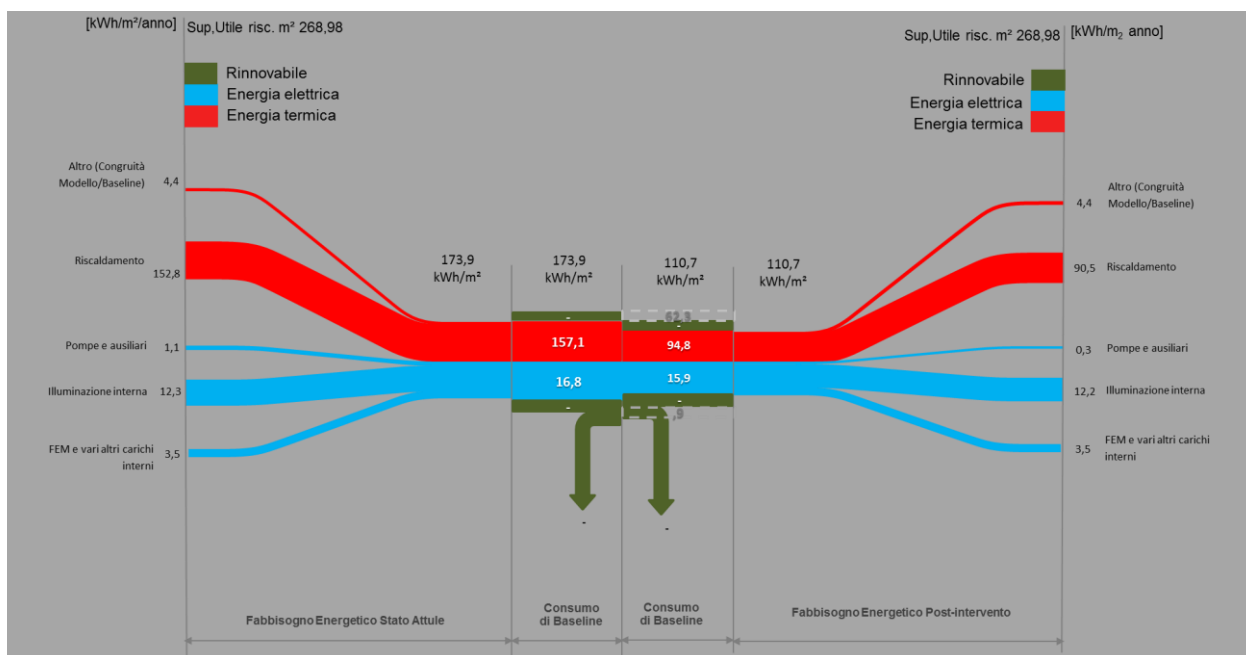 [kWh/m²/anno]
Sup,Utile risc. m² 268,98
Rinnovabile
Energia elettrica
Energia termica
Sup,Utile risc. m² 268,98
[kWh/m₂ anno]
Rinnovabile
Energia elettrica
Energia termica
Altro (Congruità
Modello/Baseline)
4,4
Riscaldamento
152,8
Pompe e ausiliari
1,1
Illuminazione interna
12,3
FEM e vari altri carichi
interni
3,5
173,9
kWh/m²
173,9
kWh/m²
110,7
kWh/m²
110,7
kWh/m²
-
62,3
-
157,1
94,8
16,8
15,9
-
-
,9
-
-
4,4
Altro (Congruità
Modello/Baseline)
90,5
Riscaldamento
0,3
Pompe e ausiliari
12,2
Illuminazione interna
3,5
FEM e vari altri carichi
interni
Fabbisogno Energetico Stato Attule
Consumo
di Baseline
Consumo
di Baseline
Fabbisogno Energetico Post-intervento